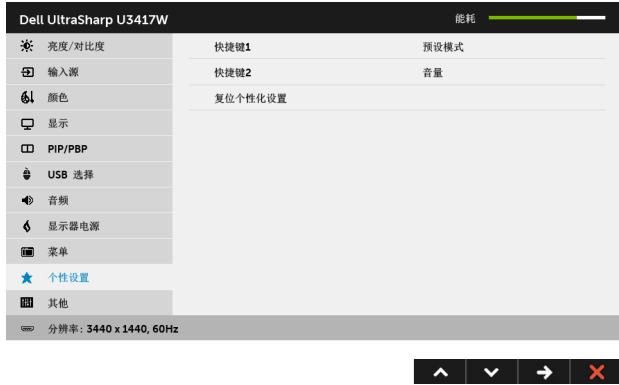 Dell UltraSharp U3417W 能耗
亮度/对比度 快捷键1 预设模式
输入源 快捷键2 音量
颜色 复位个性化设置
显示
PIP/PBP
USB 选择
音频
显示器电源
菜单
个性设置
其他
分辨率: 3440 x 1440, 60Hz